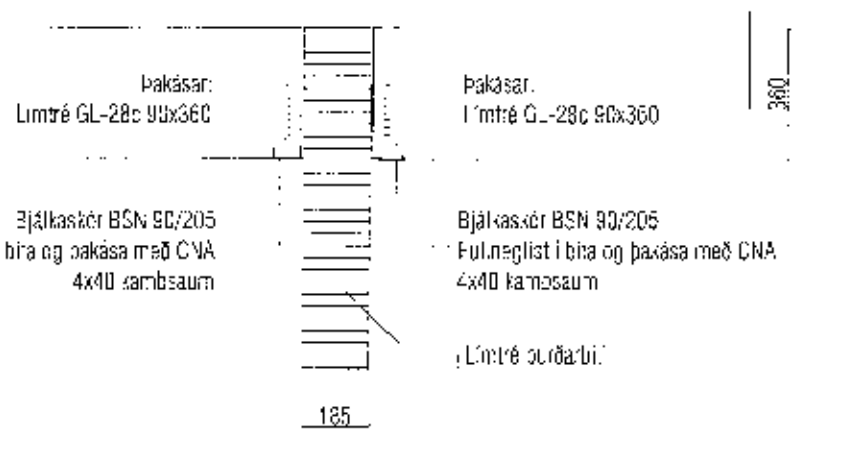 Þakásar:
Límtré GL-28c 90x360
Þakásar:
Límtré GL-28c 90x360
360
Bjálkaskór BSN 90/205
bita og þakása með CNA
4x40 kambsaum
Bjálkaskór BSN 90/205
Fullneglist í bita og þakása með CNA
4x40 kambsaum
Límtré burðarbiti
185